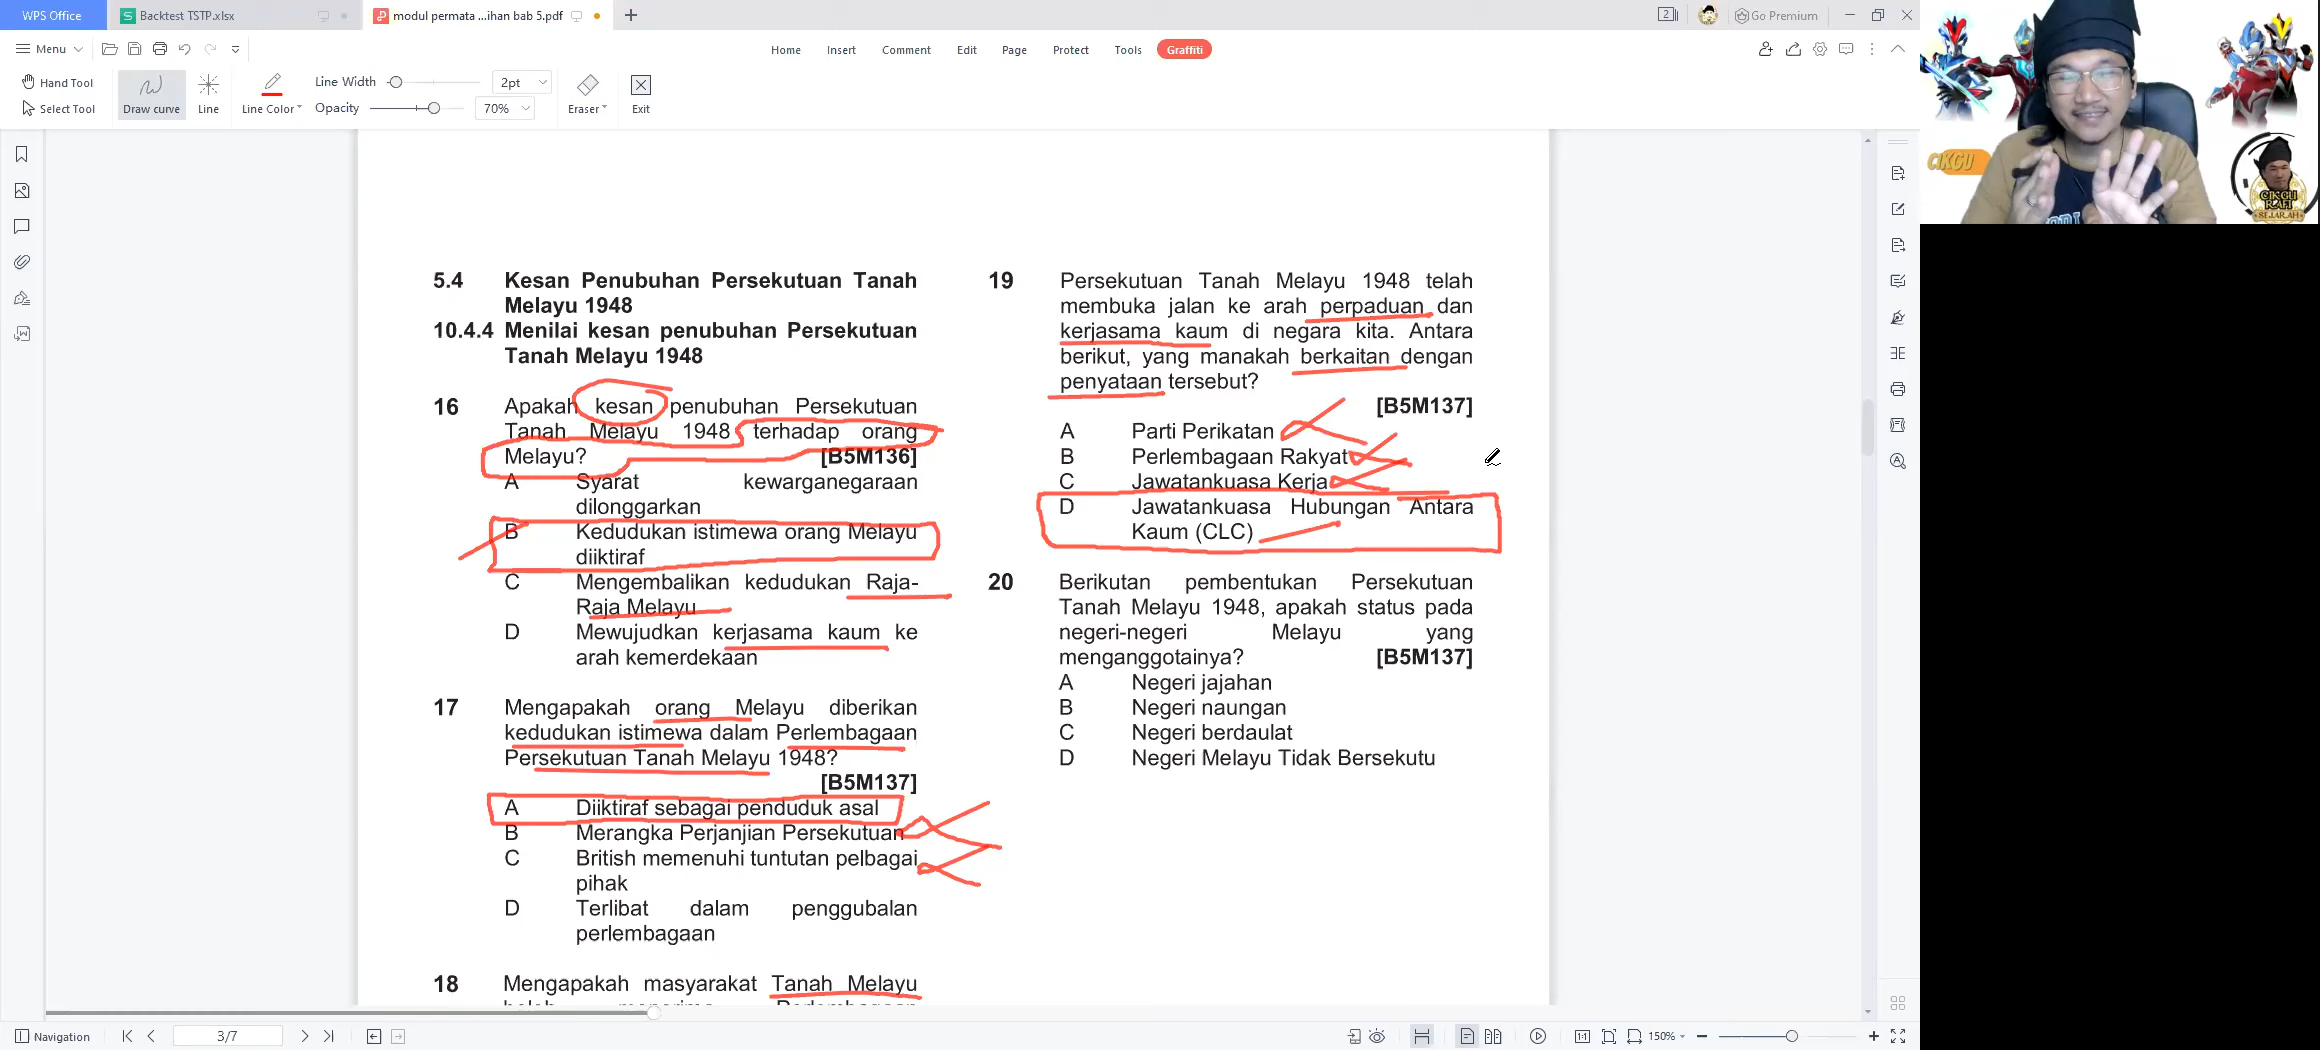 WPS Office
Backtest TSTP.xlsx
modul permata ...ihan bab 5.pdf
2
Go Premium
Menu
Home Insert Comment Edit Page Protect Tools Graffiti
Hand Tool
Select Tool
Draw curve
Line
Line Color
Line Width 2pt
Opacity 70%
Eraser
Exit
5.4 Kesan Penubuhan Persekutuan Tanah
Melayu 1948
10.4.4 Menilai kesan penubuhan Persekutuan
Tanah Melayu 1948
16 Apakah kesan penubuhan Persekutuan
Tanah Melayu 1948 terhadap orang
Melayu? [B5M136]
A Syarat kewarganegaraan
dilonggarkan
B Kedudukan istimewa orang Melayu
diiktiraf
C Mengembalikan kedudukan Raja-
Raja Melayu
D Mewujudkan kerjasama kaum ke
arah kemerdekaan
17 Mengapakah orang Melayu diberikan
kedudukan istimewa dalam Perlembagaan
Persekutuan Tanah Melayu 1948?
[B5M137]
A Diiktiraf sebagai penduduk asal
B Merangka Perjanjian Persekutuan
C British memenuhi tuntutan pelbagai
pihak
D Terlibat dalam penggubalan
perlembagaan
18 Mengapakah masyarakat Tanah Melayu
19 Persekutuan Tanah Melayu 1948 telah
membuka jalan ke arah perpaduan dan
kerjasama kaum di negara kita. Antara
berikut, yang manakah berkaitan dengan
penyataan tersebut?
[B5M137]
A Parti Perikatan
B Perlembagaan Rakyat
C Jawatankuasa Kerja
D Jawatankuasa Hubungan Antara
Kaum (CLC)
20 Berikutan pembentukan Persekutuan
Tanah Melayu 1948, apakah status pada
negeri-negeri Melayu yang
menganggotainya? [B5M137]
A Negeri jajahan
B Negeri naungan
C Negeri berdaulat
D Negeri Melayu Tidak Bersekutu
CIKGU
CIKGU
RAFI
SEJARAH
Navigation
3/7
1:1
150%